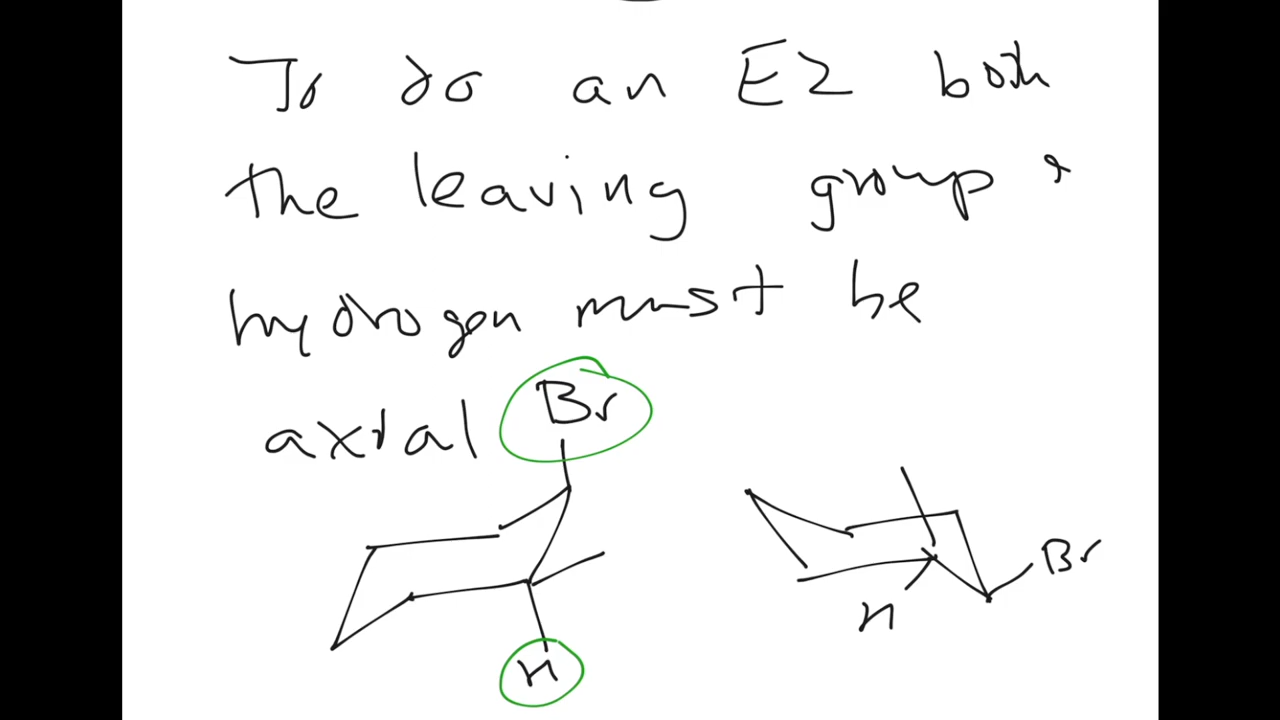 To do an E2 both
the leaving group &
hydrogen must be
axial Br
Br
H
H